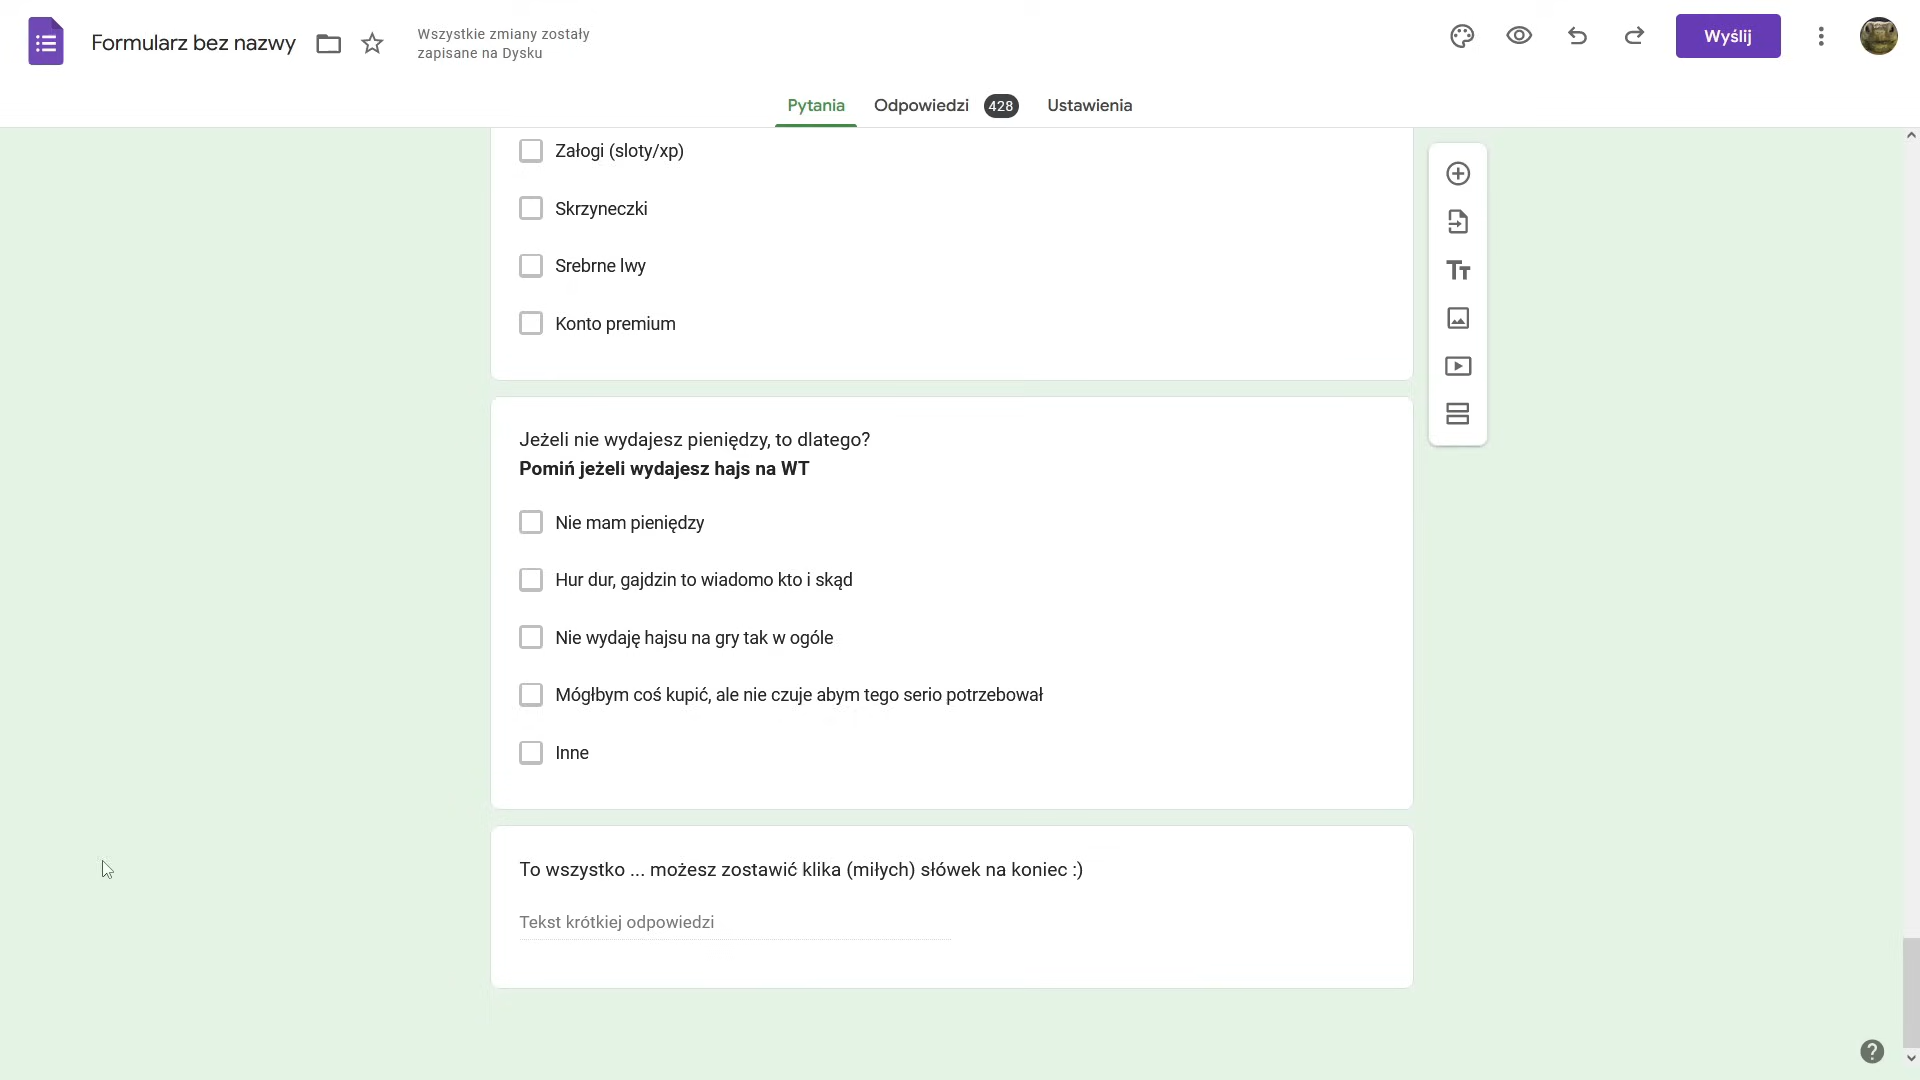 Formularz bez nazwy
Wszystkie zmiany zostały
zapisane na Dysku
Wyślij
Pytania
Odpowiedzi 428
Ustawienia
Załogi (sloty/xp)
Skrzyneczki
Srebrne lwy
Konto premium
Tт
Jeżeli nie wydajesz pieniędzy, to dlatego?
Pomiń jeżeli wydajesz hajs na WT
Nie mam pieniędzy
Hur dur, gajdzin to wiadomo kto i skąd
Nie wydaję hajsu na gry tak w ogóle
Mógłbym coś kupić, ale nie czuje abym tego serio potrzebował
Inne
To wszystko ... możesz zostawić klika (miłych) słówek na koniec :)
Tekst krótkiej odpowiedzi